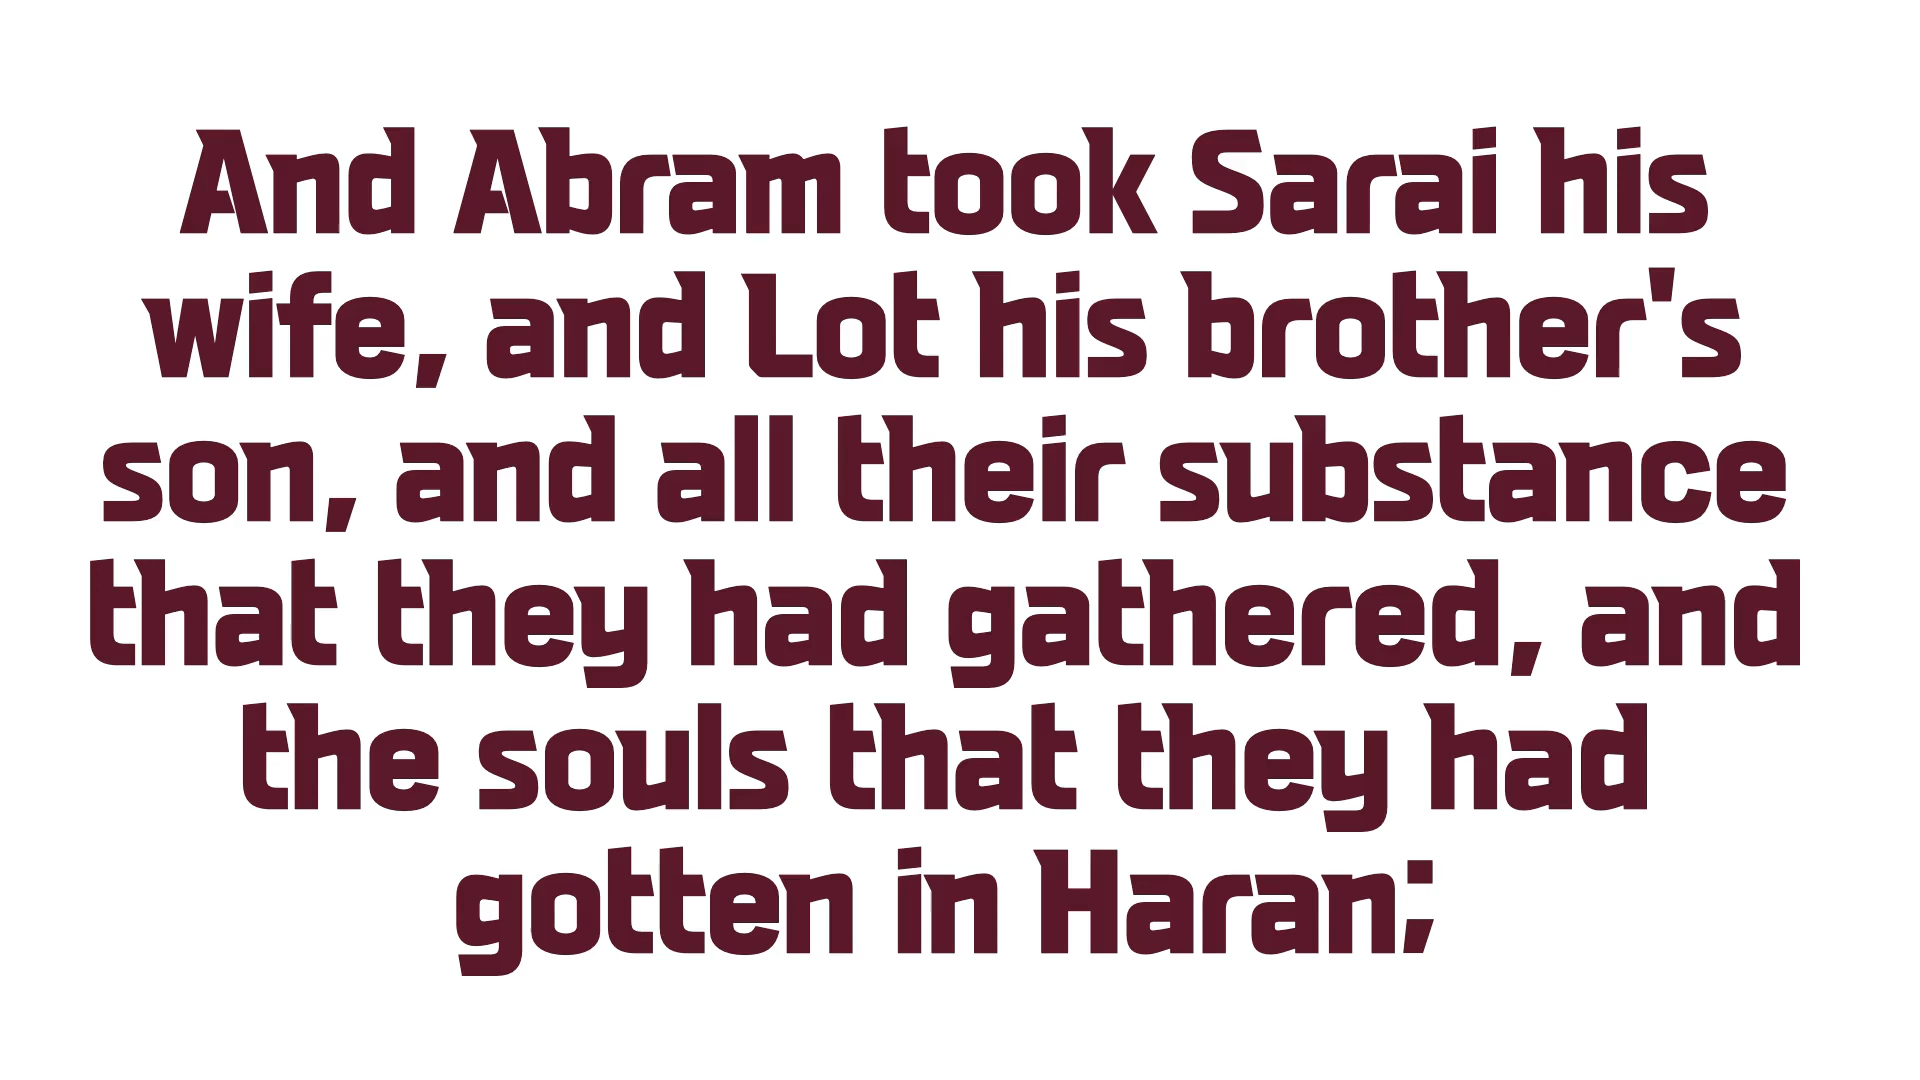 And Abram took Sarai his
wife, and Lot his brother's
son, and all their substance
that they had gathered, and
the souls that they had
gotten in Haran;